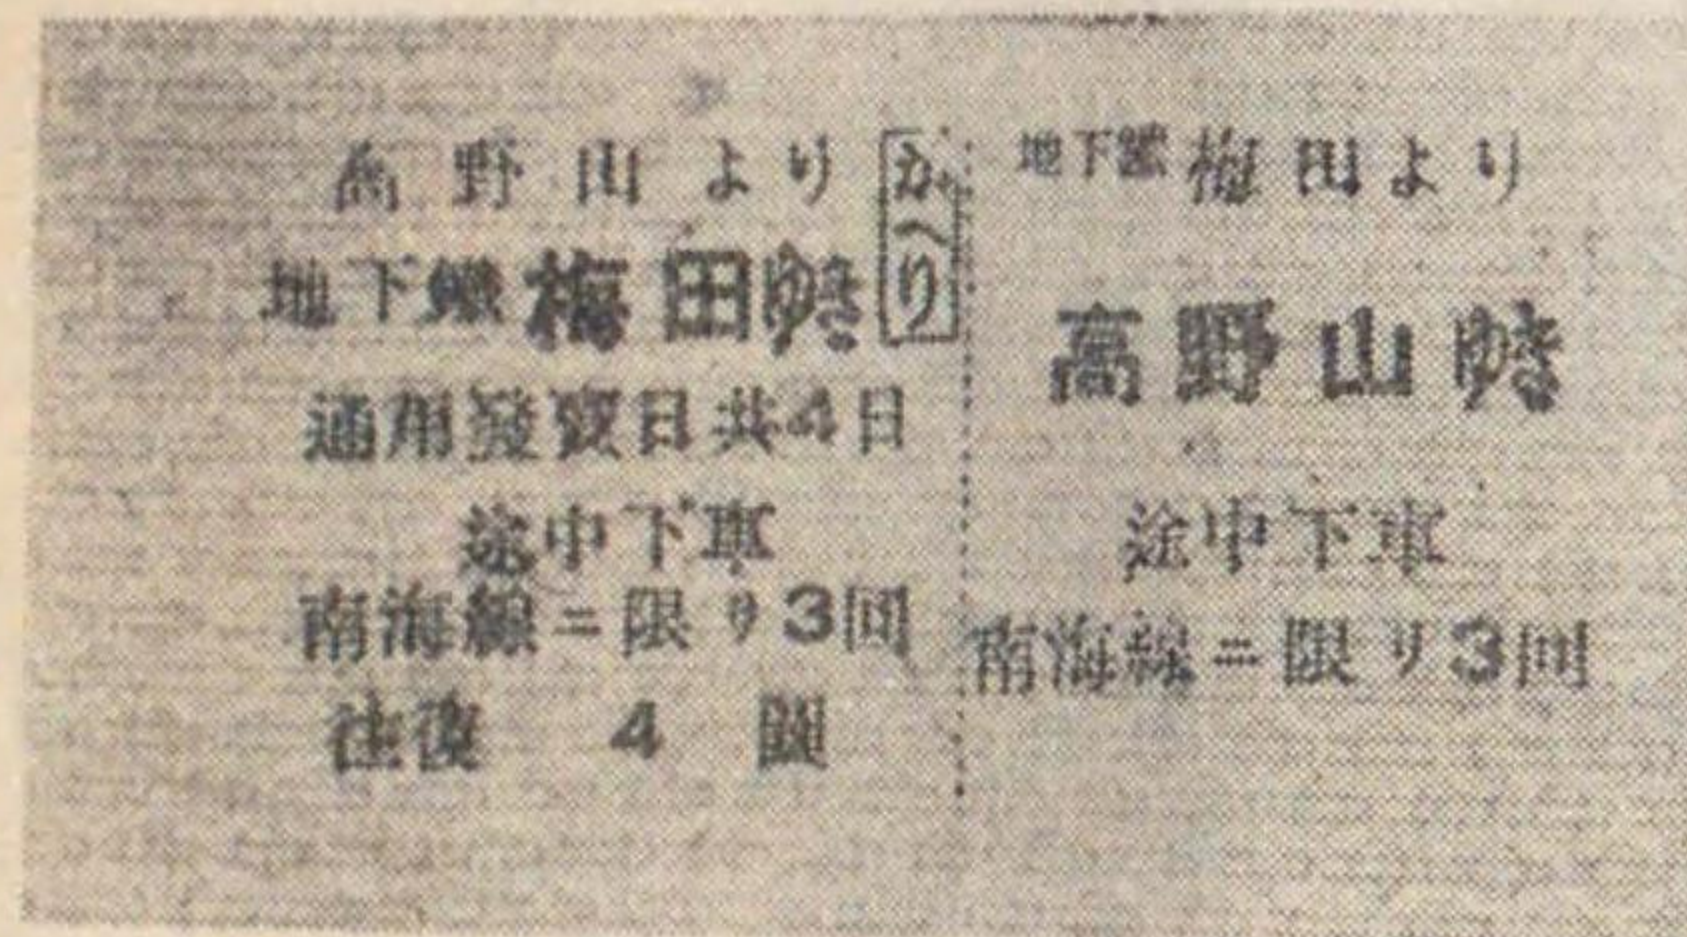 高野山より
かへり
地下鐵梅田ゆき
通用發賣日共4日
途中下車
南海線ニ限リ3回
往復 4圓
地下鐵梅田より
高野山ゆき
途中下車
南海線ニ限リ3回